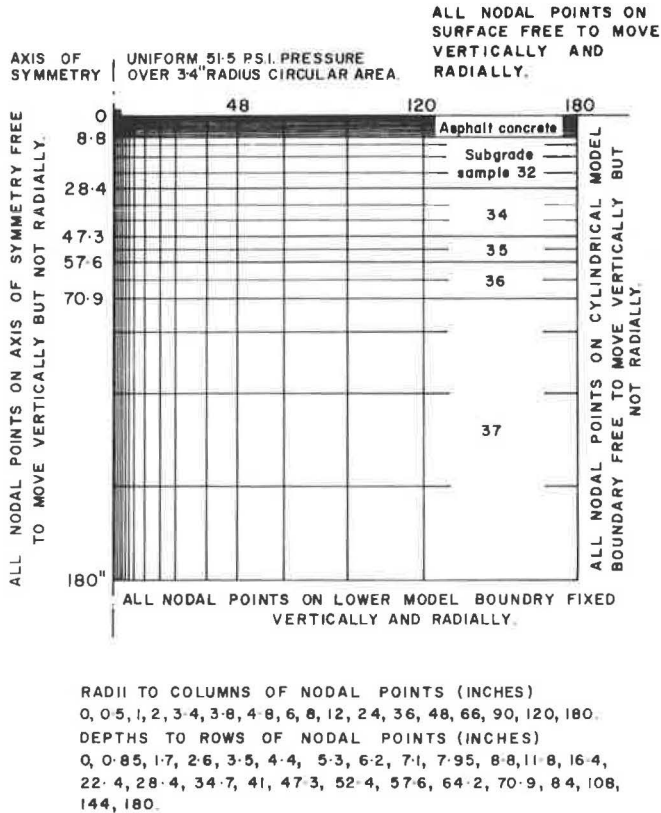 ALL NODAL POINTS ON
SURFACE FREE TO MOVE
VERTICALLY AND
RADIALLY.
AXIS OF
SYMMETRY
UNIFORM 51·5 P.S.I. PRESSURE
OVER 3·4" RADIUS CIRCULAR AREA.
48 120 180
0
8·8
28·4
47·3
57·6
70·9
180"
Asphalt concrete
Subgrade
sample 32
34
35
36
37
ALL NODAL POINTS ON AXIS OF SYMMETRY FREE
TO MOVE VERTICALLY BUT NOT RADIALLY.
ALL NODAL POINTS ON CYLINDRICAL MODEL
BOUNDARY FREE TO MOVE VERTICALLY BUT
NOT RADIALLY.
ALL NODAL POINTS ON LOWER MODEL BOUNDRY FIXED
VERTICALLY AND RADIALLY.
RADII TO COLUMNS OF NODAL POINTS (INCHES)
0, 0·5, 1, 2, 3·4, 3·8, 4·8, 6, 8, 12, 24, 36, 48, 66, 90, 120, 180.
DEPTHS TO ROWS OF NODAL POINTS (INCHES)
0, 0·85, 1·7, 2·6, 3·5, 4·4, 5·3, 6·2, 7·1, 7·95, 8·8, 11·8, 16·4,
22·4, 28·4, 34·7, 41, 47·3, 52·4, 57·6, 64·2, 70·9, 84, 108,
144, 180.